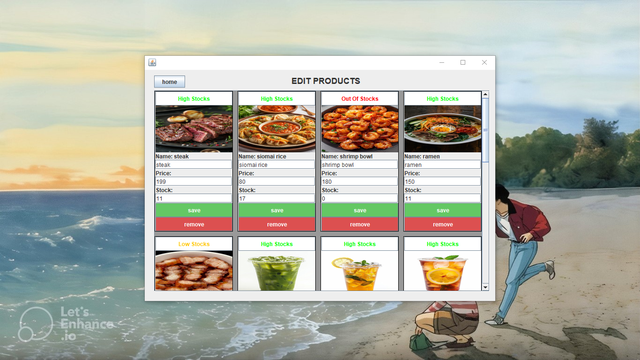 home
EDIT PRODUCTS
High Stocks
High Stocks
Out Of Stocks
High Stocks
Name: steak
Name: siomai rice
Name: shrimp bowl
Name: ramen
steak
siomai rice
shrimp bowl
ramen
Price:
Price:
Price:
Price:
199
80
180
150
Stock:
Stock:
Stock:
Stock:
11
17
0
11
save
save
save
save
remove
remove
remove
remove
Low Stocks
High Stocks
High Stocks
High Stocks
Let's
Enhance
.io